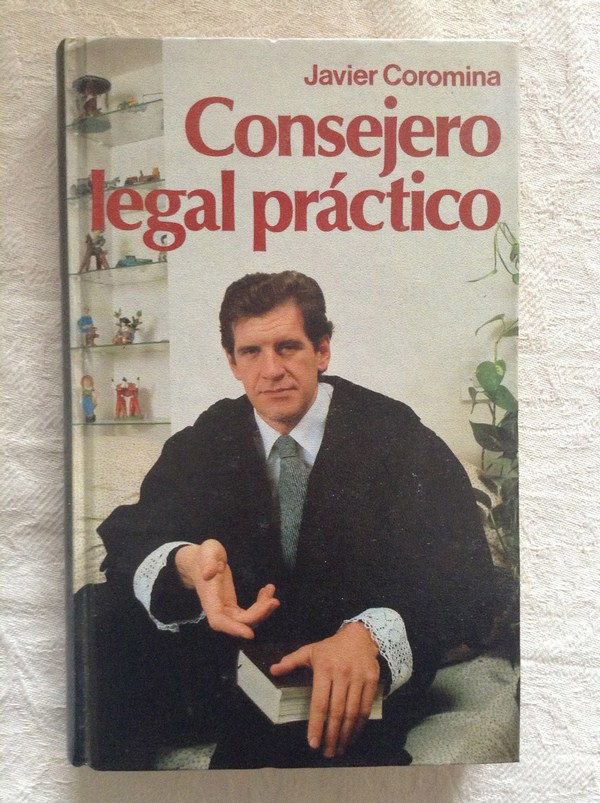 Javier Coromina
Consejero
legal práctico